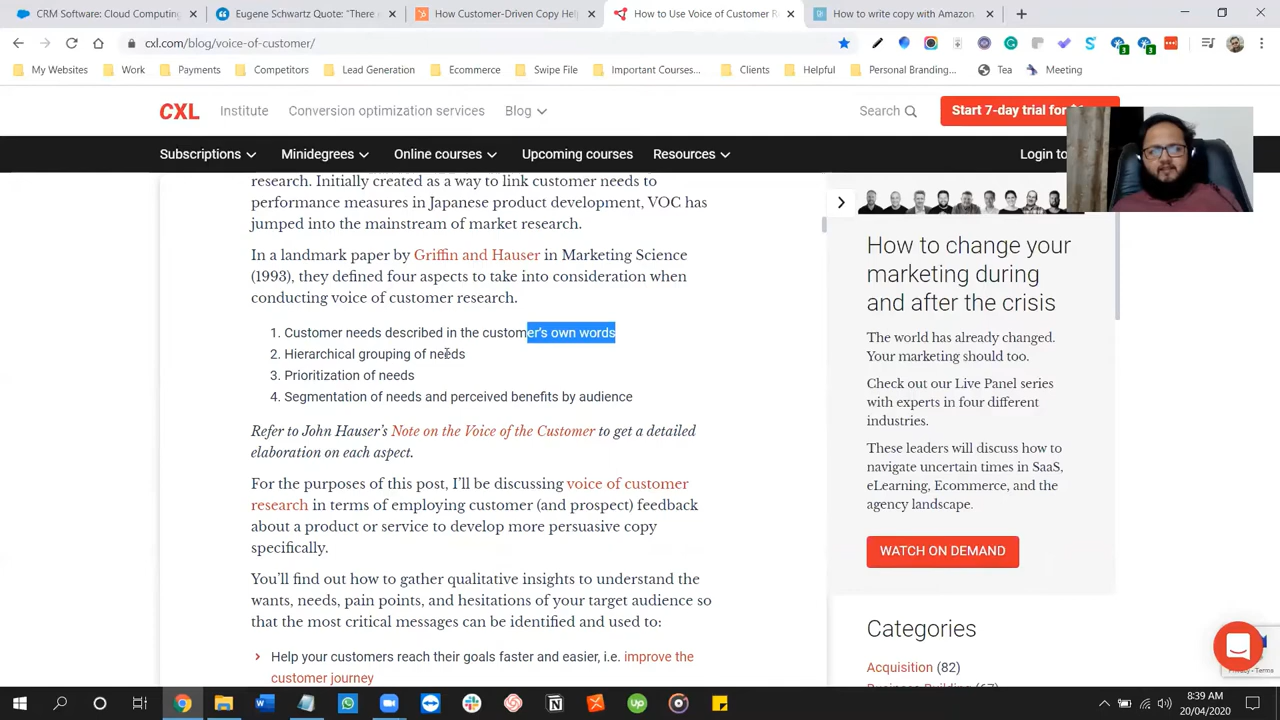 CRM Software: Cloud Computing
Eugene Schwartz Quote: "There
How Customer-Driven Copy Help
How to Use Voice of Customer Re
How to write copy with Amazon
cxl.com/blog/voice-of-customer/
My Websites
Work
Payments
Competitors
Lead Generation
Ecommerce
Swipe File
Important Courses...
Clients
Helpful
Personal Branding...
Tea
Meeting
CXL
Institute
Conversion optimization services
Blog
Search
Start 7-day trial for
Subscriptions
Minidegrees
Online courses
Upcoming courses
Resources
Login to
research. Initially created as a way to link customer needs to
performance measures in Japanese product development, VOC has
jumped into the mainstream of market research.
In a landmark paper by Griffin and Hauser in Marketing Science
(1993), they defined four aspects to take into consideration when
conducting voice of customer research.
1. Customer needs described in the customer's own words
2. Hierarchical grouping of needs
3. Prioritization of needs
4. Segmentation of needs and perceived benefits by audience
Refer to John Hauser's Note on the Voice of the Customer to get a detailed
elaboration on each aspect.
For the purposes of this post, I'll be discussing voice of customer
research in terms of employing customer (and prospect) feedback
about a product or service to develop more persuasive copy
specifically.
You'll find out how to gather qualitative insights to understand the
wants, needs, pain points, and hesitations of your target audience so
that the most critical messages can be identified and used to:
Help your customers reach their goals faster and easier, i.e. improve the
customer journey
How to change your
marketing during
and after the crisis
The world has already changed.
Your marketing should too.
Check out our Live Panel series
with experts in four different
industries.
These leaders will discuss how to
navigate uncertain times in SaaS,
eLearning, Ecommerce, and the
agency landscape.
WATCH ON DEMAND
Categories
Acquisition (82)
Business Building (67)
Privacy - Terms
8:39 AM
20/04/2020